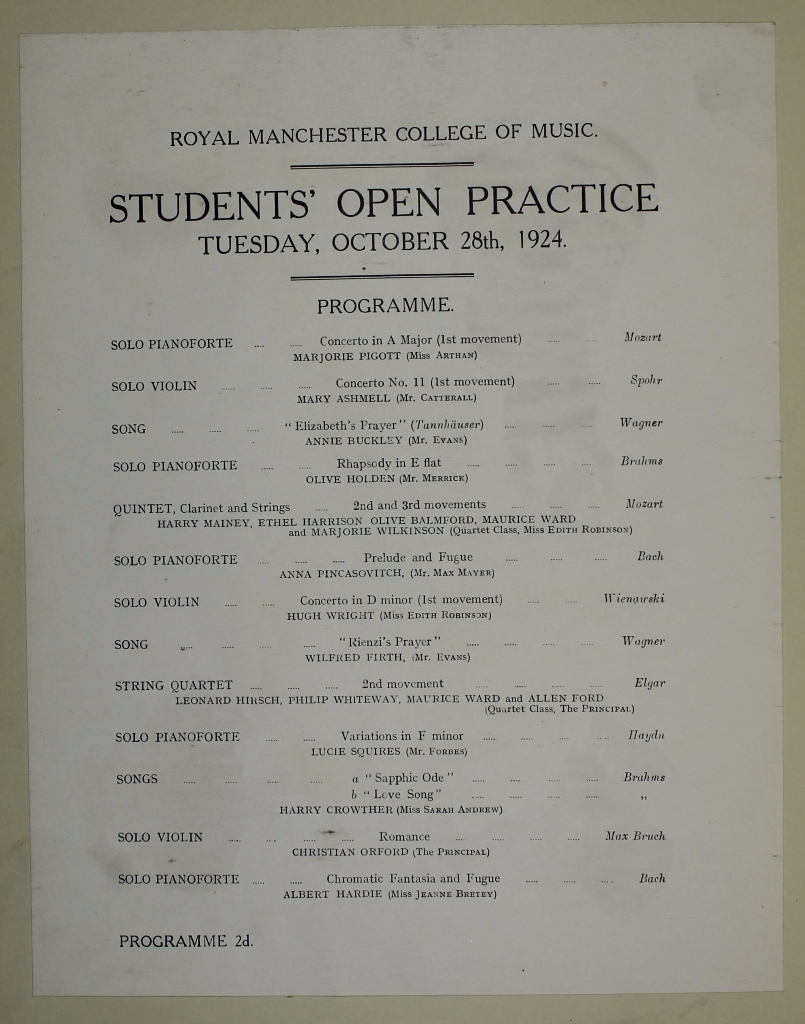 ROYAL MANCHESTER COLLEGE OF MUSIC.
STUDENTS' OPEN PRACTICE
TUESDAY, OCTOBER 28th, 1924.
PROGRAMME.
SOLO PIANOFORTE .... ..... Concerto in A Major (1st movement) ..... ..... Mozart
MARJORIE PIGOTT (Miss ARTHAN)
SOLO VIOLIN ..... ..... ..... Concerto No. 11 (1st movement) ..... ..... Spohr
MARY ASHMELL (Mr. CATTERALL)
SONG ..... ..... ..... "Elizabeth's Prayer" (Tannhäuser) ..... ..... ..... Wagner
ANNIE BUCKLEY (Mr. EVANS)
SOLO PIANOFORTE ..... ..... Rhapsody in E flat ..... ..... ..... ..... Brahms
OLIVE HOLDEN (Mr. MERRICK)
QUINTET, Clarinet and Strings ..... 2nd and 3rd movements ..... ..... ..... Mozart
HARRY MAINEY, ETHEL HARRISON OLIVE BALMFORD, MAURICE WARD
and MARJORIE WILKINSON (Quartet Class, Miss EDITH ROBINSON)
SOLO PIANOFORTE ..... ..... ..... Prelude and Fugue ..... ..... ..... Bach
ANNA PINCASOVITCH, (Mr. MAX MAYER)
SOLO VIOLIN ..... ..... Concerto in D minor (1st movement) ..... ..... Wienawski
HUGH WRIGHT (Miss EDITH ROBINSON)
SONG ..... ..... ..... ..... "Rienzi's Prayer" ..... ..... ..... ..... Wagner
WILFRED FIRTH, (Mr. EVANS)
STRING QUARTET ..... ..... ..... 2nd movement ..... ..... ..... ..... Elgar
LEONARD HIRSCH, PHILIP WHITEWAY, MAURICE WARD and ALLEN FORD
(Quartet Class, The PRINCIPAL)
SOLO PIANOFORTE ..... ..... Variations in F minor ..... ..... .... .... Haydn
LUCIE SQUIRES (Mr. FORBES)
SONGS ..... ..... ..... a "Sapphic Ode" ..... .... ..... ..... Brahms
b "Love Song" ..... ..... ..... ..... „
HARRY CROWTHER (Miss SARAH ANDREW)
SOLO VIOLIN ..... ... ..... ..... Romance .... ..... ..... ..... Max Bruch
CHRISTIAN ORFORD (The PRINCIPAL)
SOLO PIANOFORTE ..... ..... Chromatic Fantasia and Fugue ..... ..... .... Bach
ALBERT HARDIE (Miss JEANNE BRETEY)
PROGRAMME 2d.